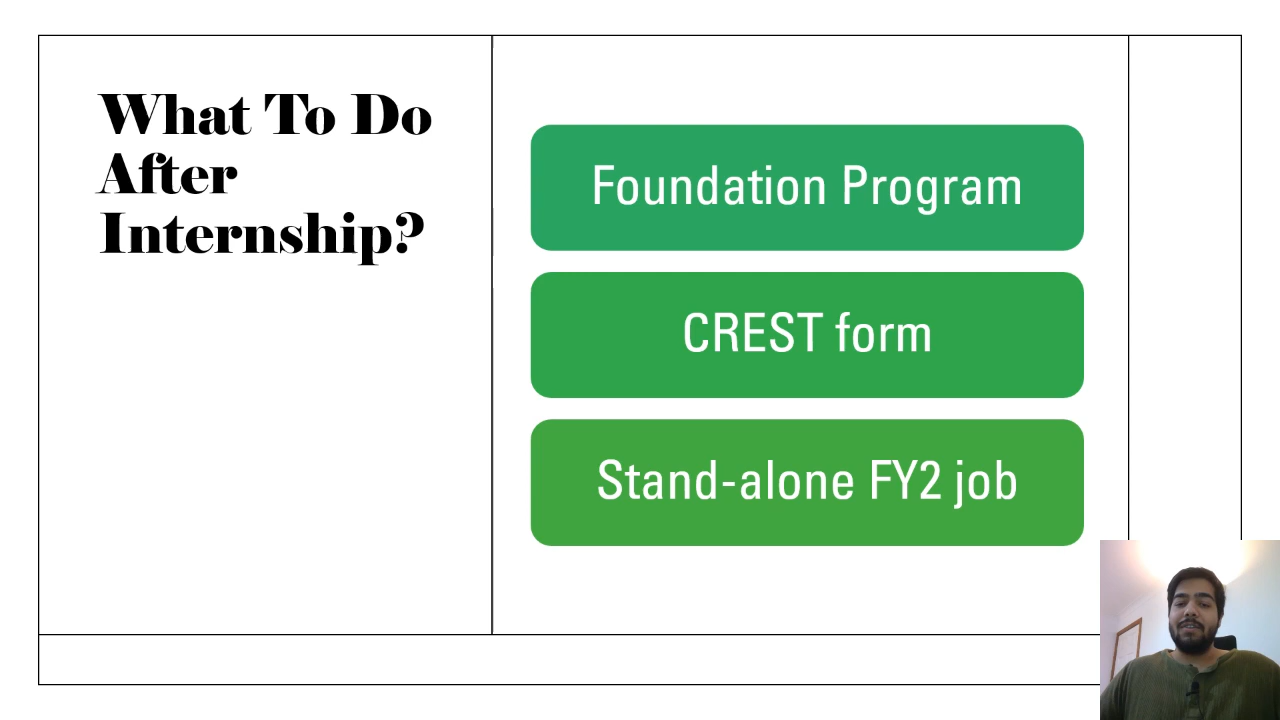 What To Do
After
Internship?
Foundation Program
CREST form
Stand-alone FY2 job